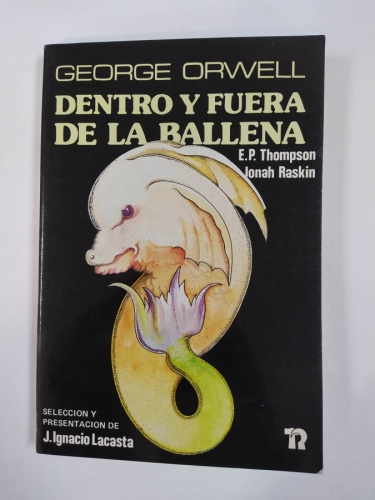 GEORGE ORWELL
DENTRO Y FUERA
DE LA BALLENA
E.P. Thompson
Jonah Raskin
SELECCION Y
PRESENTACION DE
J. Ignacio Lacasta